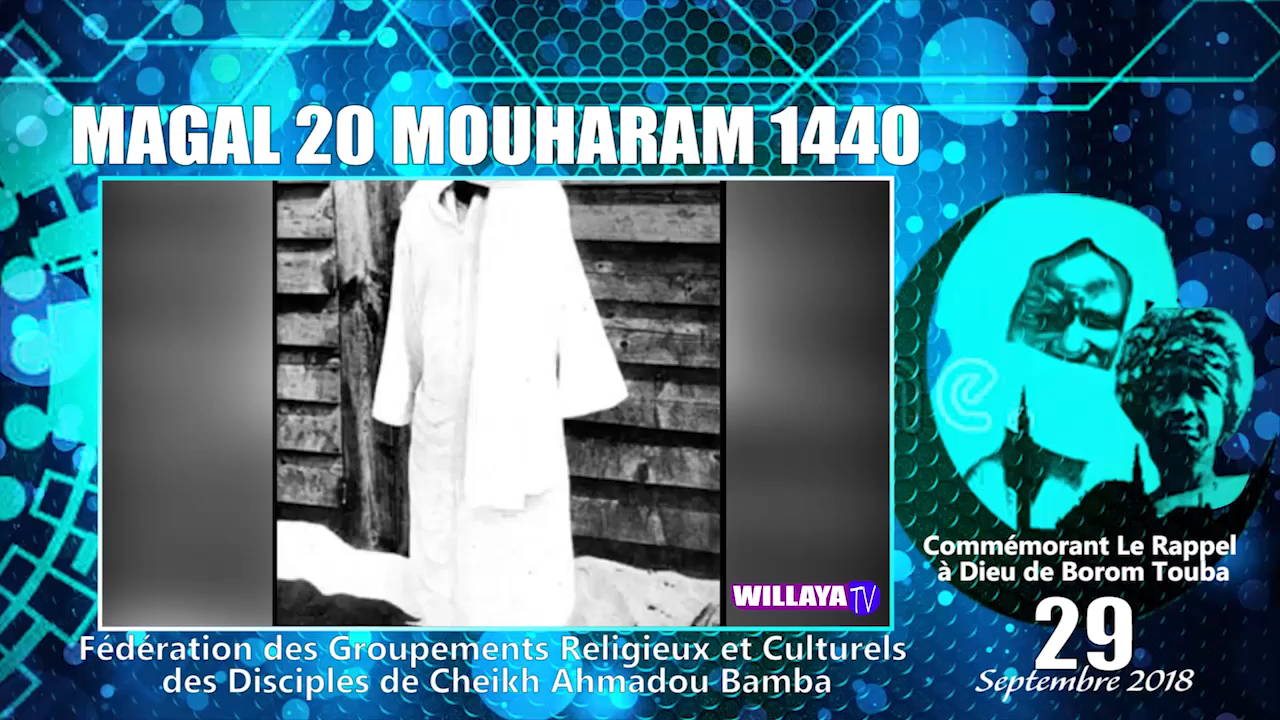 MAGAL 20 MOUHARAM 1440
WILLAYA TV
Commémorant Le Rappel
à Dieu de Borom Touba
29
Septembre 2018
Fédération des Groupements Religieux et Culturels
des Disciples de Cheikh Ahmadou Bamba